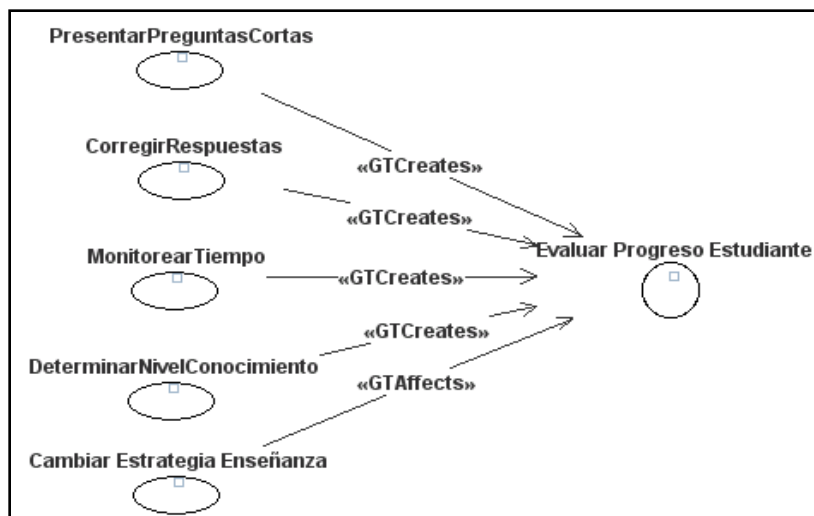 PresentarPreguntasCortas
«GTCreates»
CorregirRespuestas
«GTCreates»
Evaluar Progreso Estudiante
MonitorearTiempo
«GTCreates»
«GTCreates»
DeterminarNivelConocimiento
«GTAffects»
Cambiar Estrategia Enseñanza